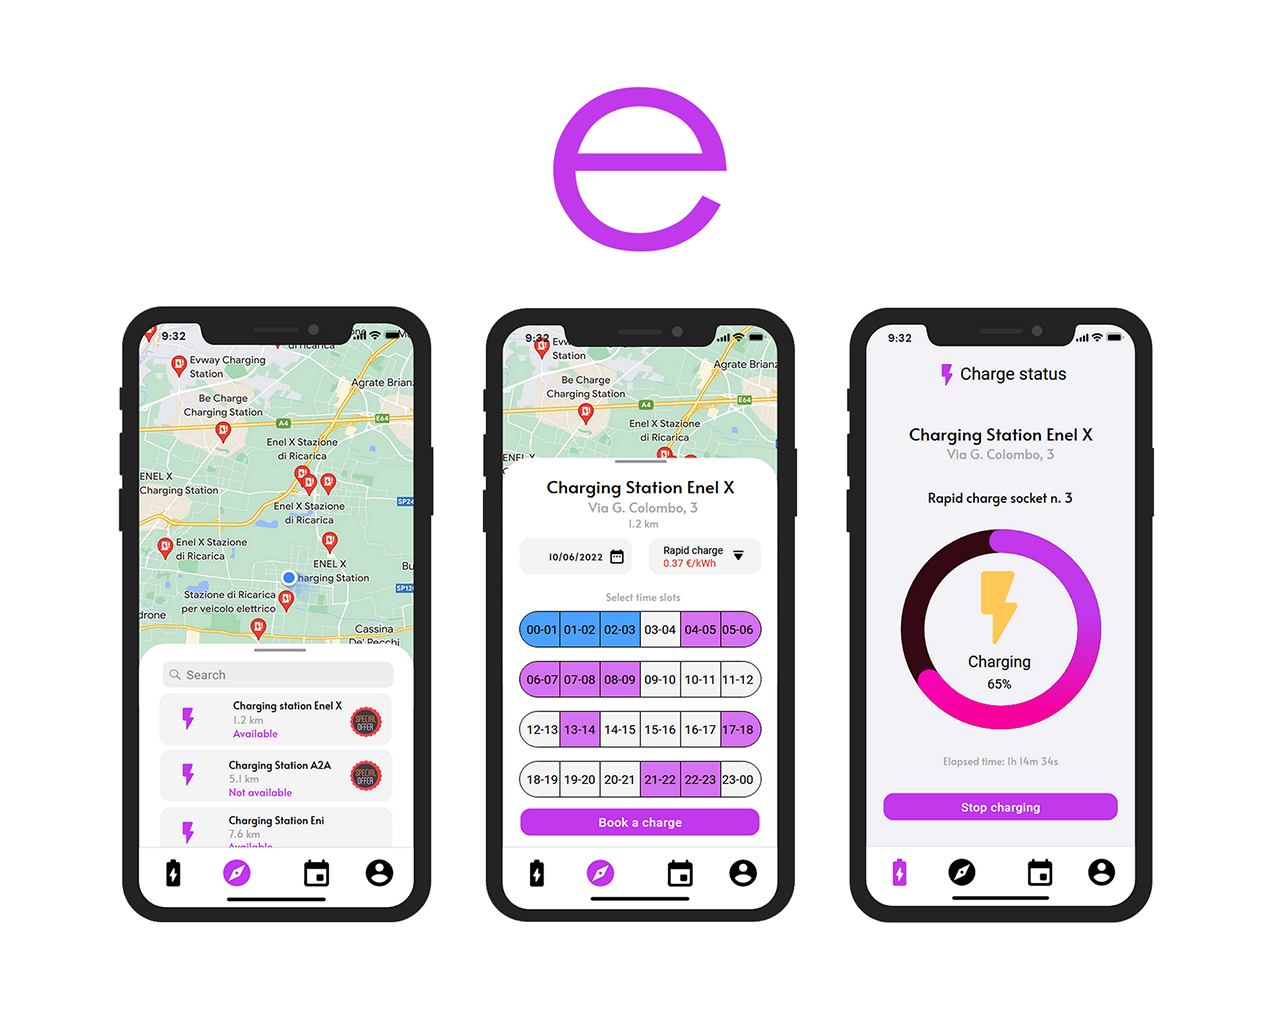 e
9:32
di Ricarica
Evway Charging
Station
Agrate Brianz
Be Charge
Charging Station
A4
E64
Enel X Stazione
di Ricarica
ENEL X
Charging Station
SP24
Enel X Stazione
di Ricarica
Enel X Stazione
di Ricarica
ENEL X
harging Station
Bu
Stazione di Ricarica
per veicolo elettrico
SP12
drone
Cassina
De' Pecchi
Search
Charging station Enel X
1.2 km
Available
SPECIAL
OFFER
Charging Station A2A
5.1 km
Not available
SPECIAL
OFFER
Charging Station Eni
7.6 km
Available
9:32
Evw
Station
Agrate Brianz
Be Charge
Charging Station
A4
E64
Enel X Stazione
di Ricarica
ENEL X
Charging Station Enel X
Via G. Colombo, 3
1.2 km
10/06/2022
Rapid charge
0.37 €/kWh
Select time slots
00-01 01-02 02-03 03-04 04-05 05-06
06-07 07-08 08-09 09-10 10-11 11-12
12-13 13-14 14-15 15-16 16-17 17-18
18-19 19-20 20-21 21-22 22-23 23-00
Book a charge
9:32
Charge status
Charging Station Enel X
Via G. Colombo, 3
Rapid charge socket n. 3
Charging
65%
Elapsed time: 1h 14m 34s
Stop charging